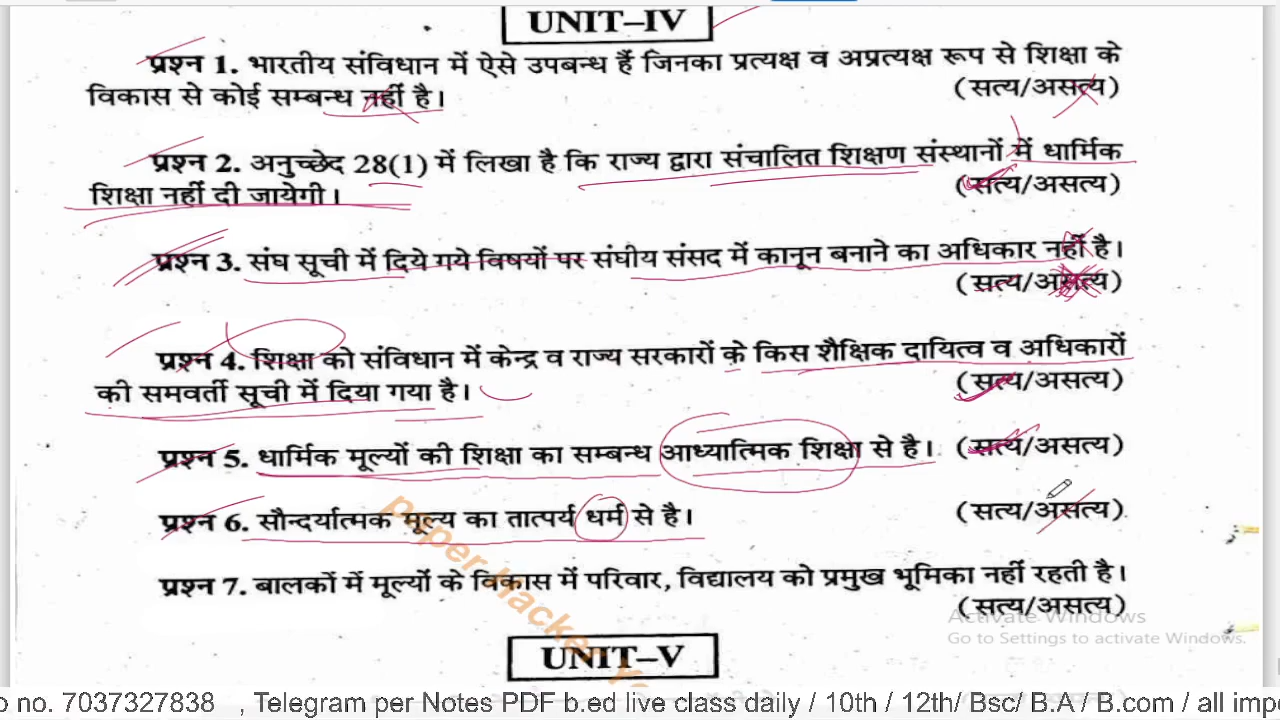 UNIT–IV
प्रश्न 1. भारतीय संविधान में ऐसे उपबन्ध हैं जिनका प्रत्यक्ष व अप्रत्यक्ष रूप से शिक्षा के
विकास से कोई सम्बन्ध नहीं है। (सत्य/असत्य)
प्रश्न 2. अनुच्छेद 28(1) में लिखा है कि राज्य द्वारा संचालित शिक्षण संस्थानों में धार्मिक
शिक्षा नहीं दी जायेगी। (सत्य/असत्य)
प्रश्न 3. संघ सूची में दिये गये विषयों पर संघीय संसद में कानून बनाने का अधिकार नहीं है।
(सत्य/असत्य)
प्रश्न 4. शिक्षा को संविधान में केन्द्र व राज्य सरकारों के किस शैक्षिक दायित्व व अधिकारों
की समवर्ती सूची में दिया गया है। (सत्य/असत्य)
प्रश्न 5. धार्मिक मूल्यों की शिक्षा का सम्बन्ध आध्यात्मिक शिक्षा से है। (सत्य/असत्य)
प्रश्न 6. सौन्दर्यात्मक मूल्य का तात्पर्य धर्म से है। (सत्य/असत्य)
प्रश्न 7. बालकों में मूल्यों के विकास में परिवार, विद्यालय को प्रमुख भूमिका नहीं रहती है।
(सत्य/असत्य)
paper Hacker
Activate Windows
Go to Settings to activate Windows.
UNIT–V
no. 7037327838 , Telegram per Notes PDF b.ed live class daily / 10th / 12th/ Bsc/ B.A / B.com / all